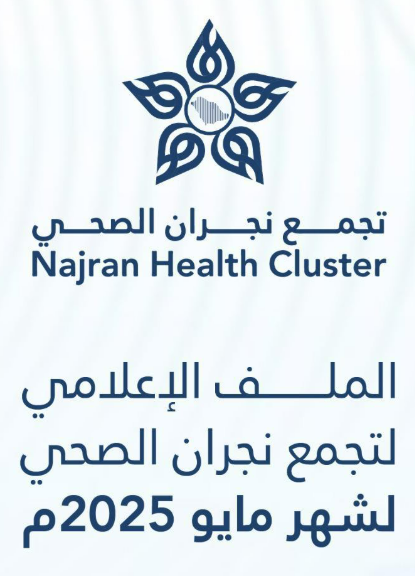 تجمع نجران الصحي
Najran Health Cluster
الملف الإعلامي
لتجمع نجران الصحي
لشهر مايو 2025م